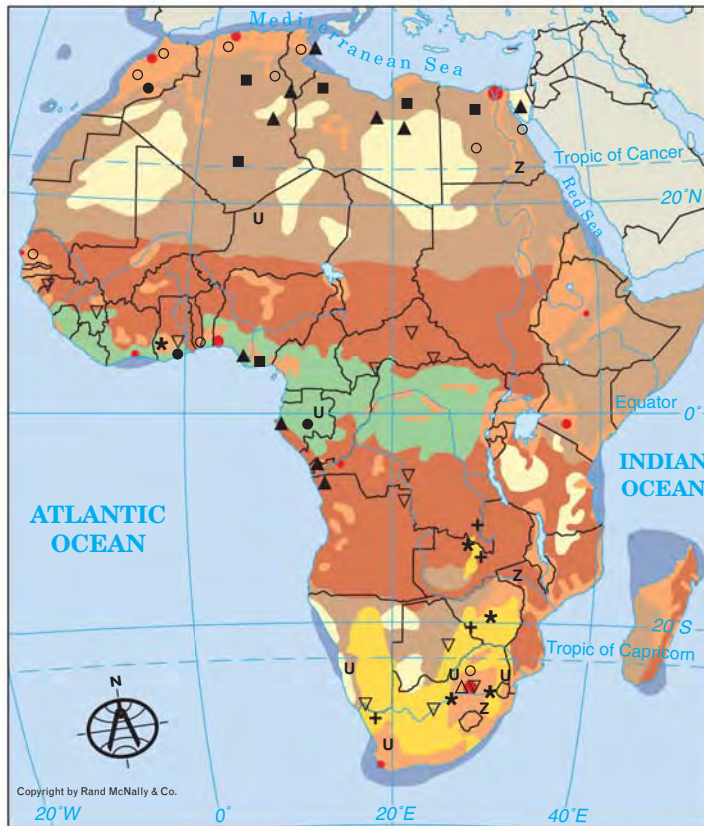 Mediterranean Sea
Z
Tropic of Cancer
U
20°N
Red Sea
U
Equator
0°
INDIAN
OCEAN
ATLANTIC
OCEAN
Z
20°S
Tropic of Capricorn
U
U
U
Z
U
N
Copyright by Rand McNally & Co.
20°W
0°
20°E
40°E